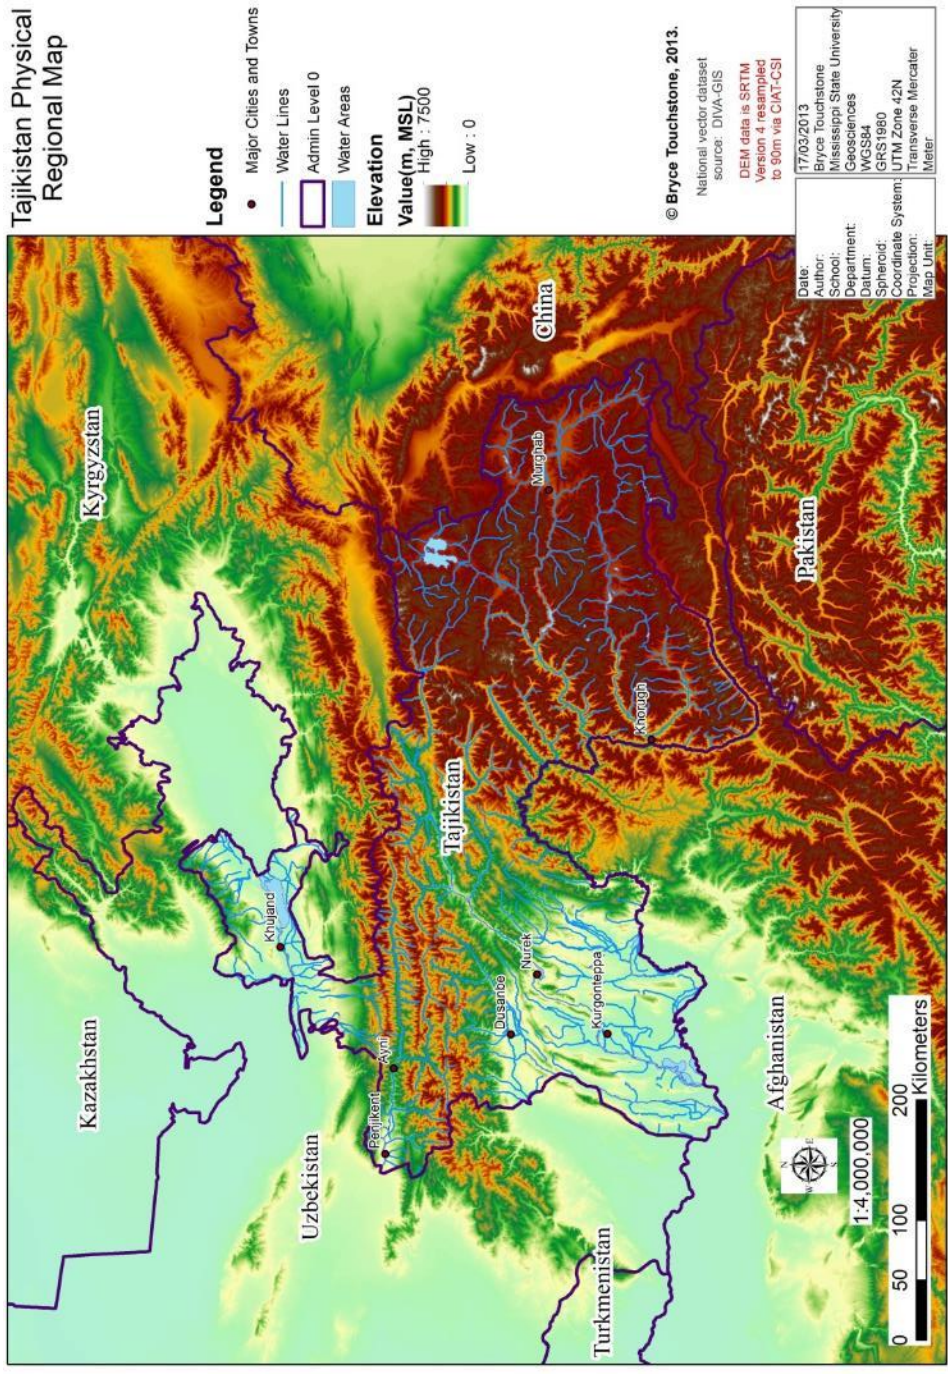 Tajikistan Physical
Regional Map
Legend
Major Cities and Towns
Water Lines
Admin Level 0
Water Areas
Elevation
Value(m, MSL)
High : 7500
Low : 0
© Bryce Touchstone, 2013.
National vector dataset
source: DIVA-GIS
DEM data is SRTM
Version 4 resampled
to 90m via CIAT-CSI
Date: 17/03/2013
Author: Bryce Touchstone
School: Mississippi State University
Department: Geosciences
Datum: WGS84
Spheroid: GRS1980
Coordinate System: UTM Zone 42N
Projection: Transverse Mercater
Map Unit: Meter
Kazakhstan
Kyrgyzstan
Uzbekistan
Khujand
Penjikent
Ayni
Tajikistan
Dusanbe
Nurek
Kurgonteppa
Murghab
China
Khorugh
Turkmenistan
Afghanistan
Pakistan
N
W
E
S
1:4,000,000
0 50 100 200
Kilometers